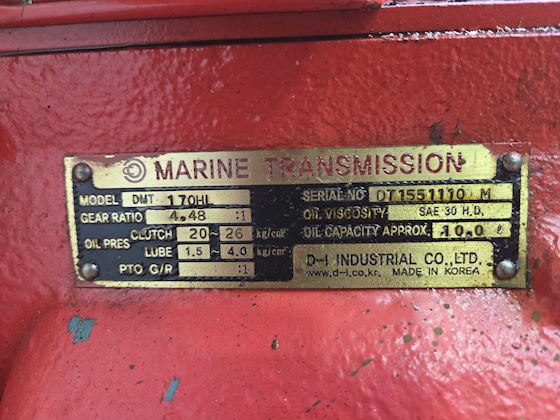 MARINE TRANSMISSION
MODEL DMT 170HL
GEAR RATIO 4.48 :1
OIL PRES CLUTCH 20 ~ 26 kg/cm²
LUBE 1.5 ~ 4.0 kg/cm²
PTO G/R :1
SERIAL NO DT1551110 M
OIL VISCOSITY SAE 30 H.D.
OIL CAPACITY APPROX. 10.0 ℓ
D-I INDUSTRIAL CO.,LTD.
www.d-i.co.kr. MADE IN KOREA